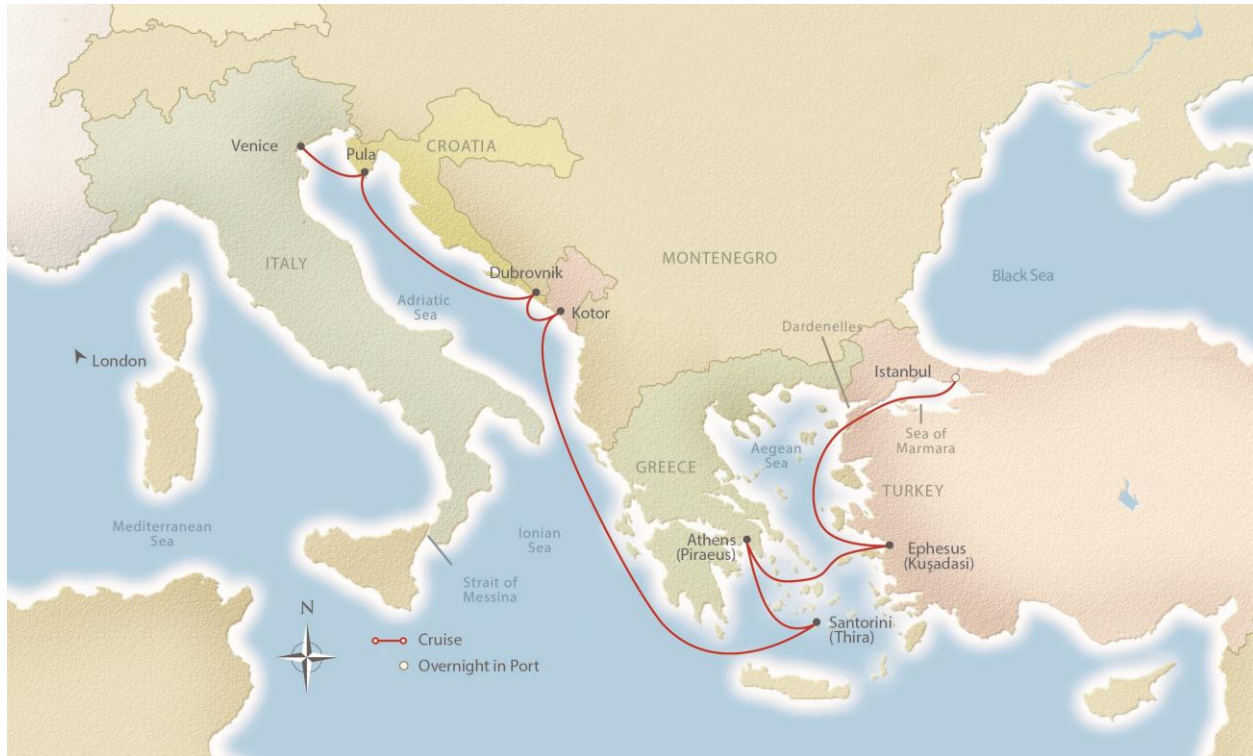 Venice
Pula
CROATIA
ITALY
Adriatic
Sea
Dubrovnik
Kotor
MONTENEGRO
Black Sea
London
Dardenelles
Istanbul
Sea of
Marmara
Aegean
Sea
GREECE
TURKEY
Mediterranean
Sea
Ionian
Sea
Athens
(Piraeus)
Ephesus
(Kuşadasi)
Strait of
Messina
Santorini
(Thira)
N
Cruise
Overnight in Port